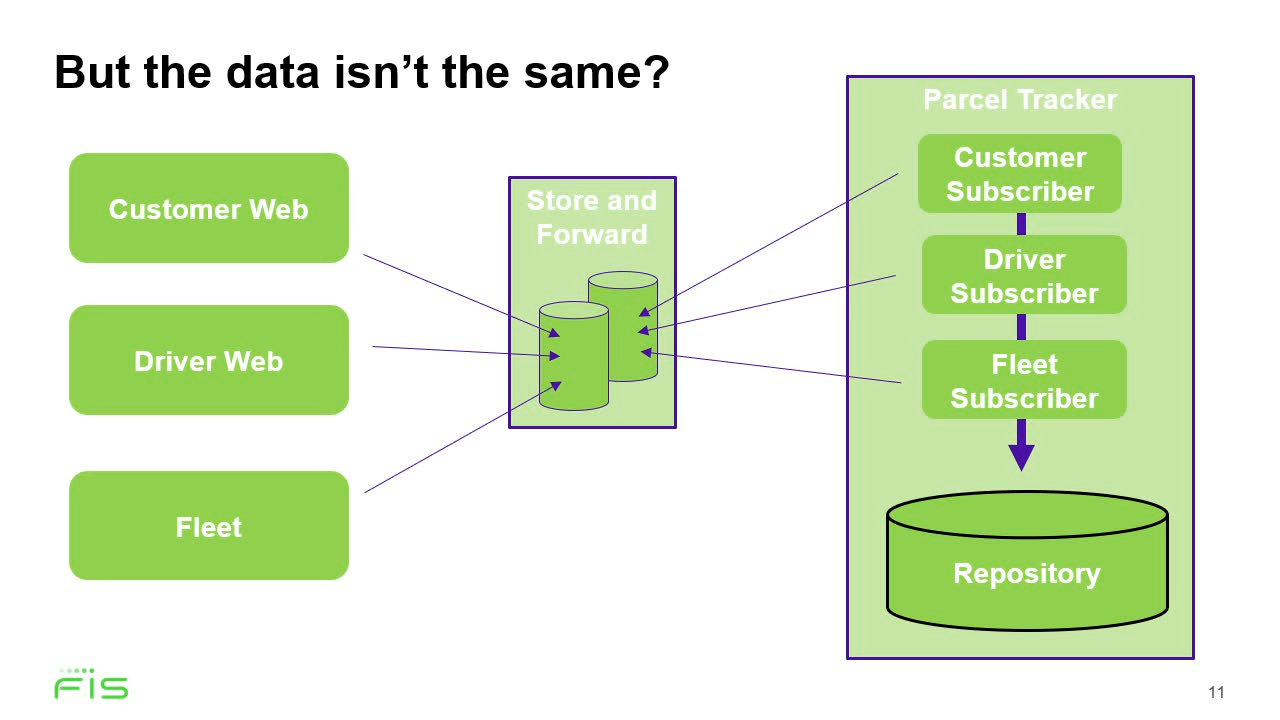 But the data isn’t the same?
Customer Web
Driver Web
Fleet
Store and
Forward
Parcel Tracker
Customer
Subscriber
Driver
Subscriber
Fleet
Subscriber
Repository
FIS
11